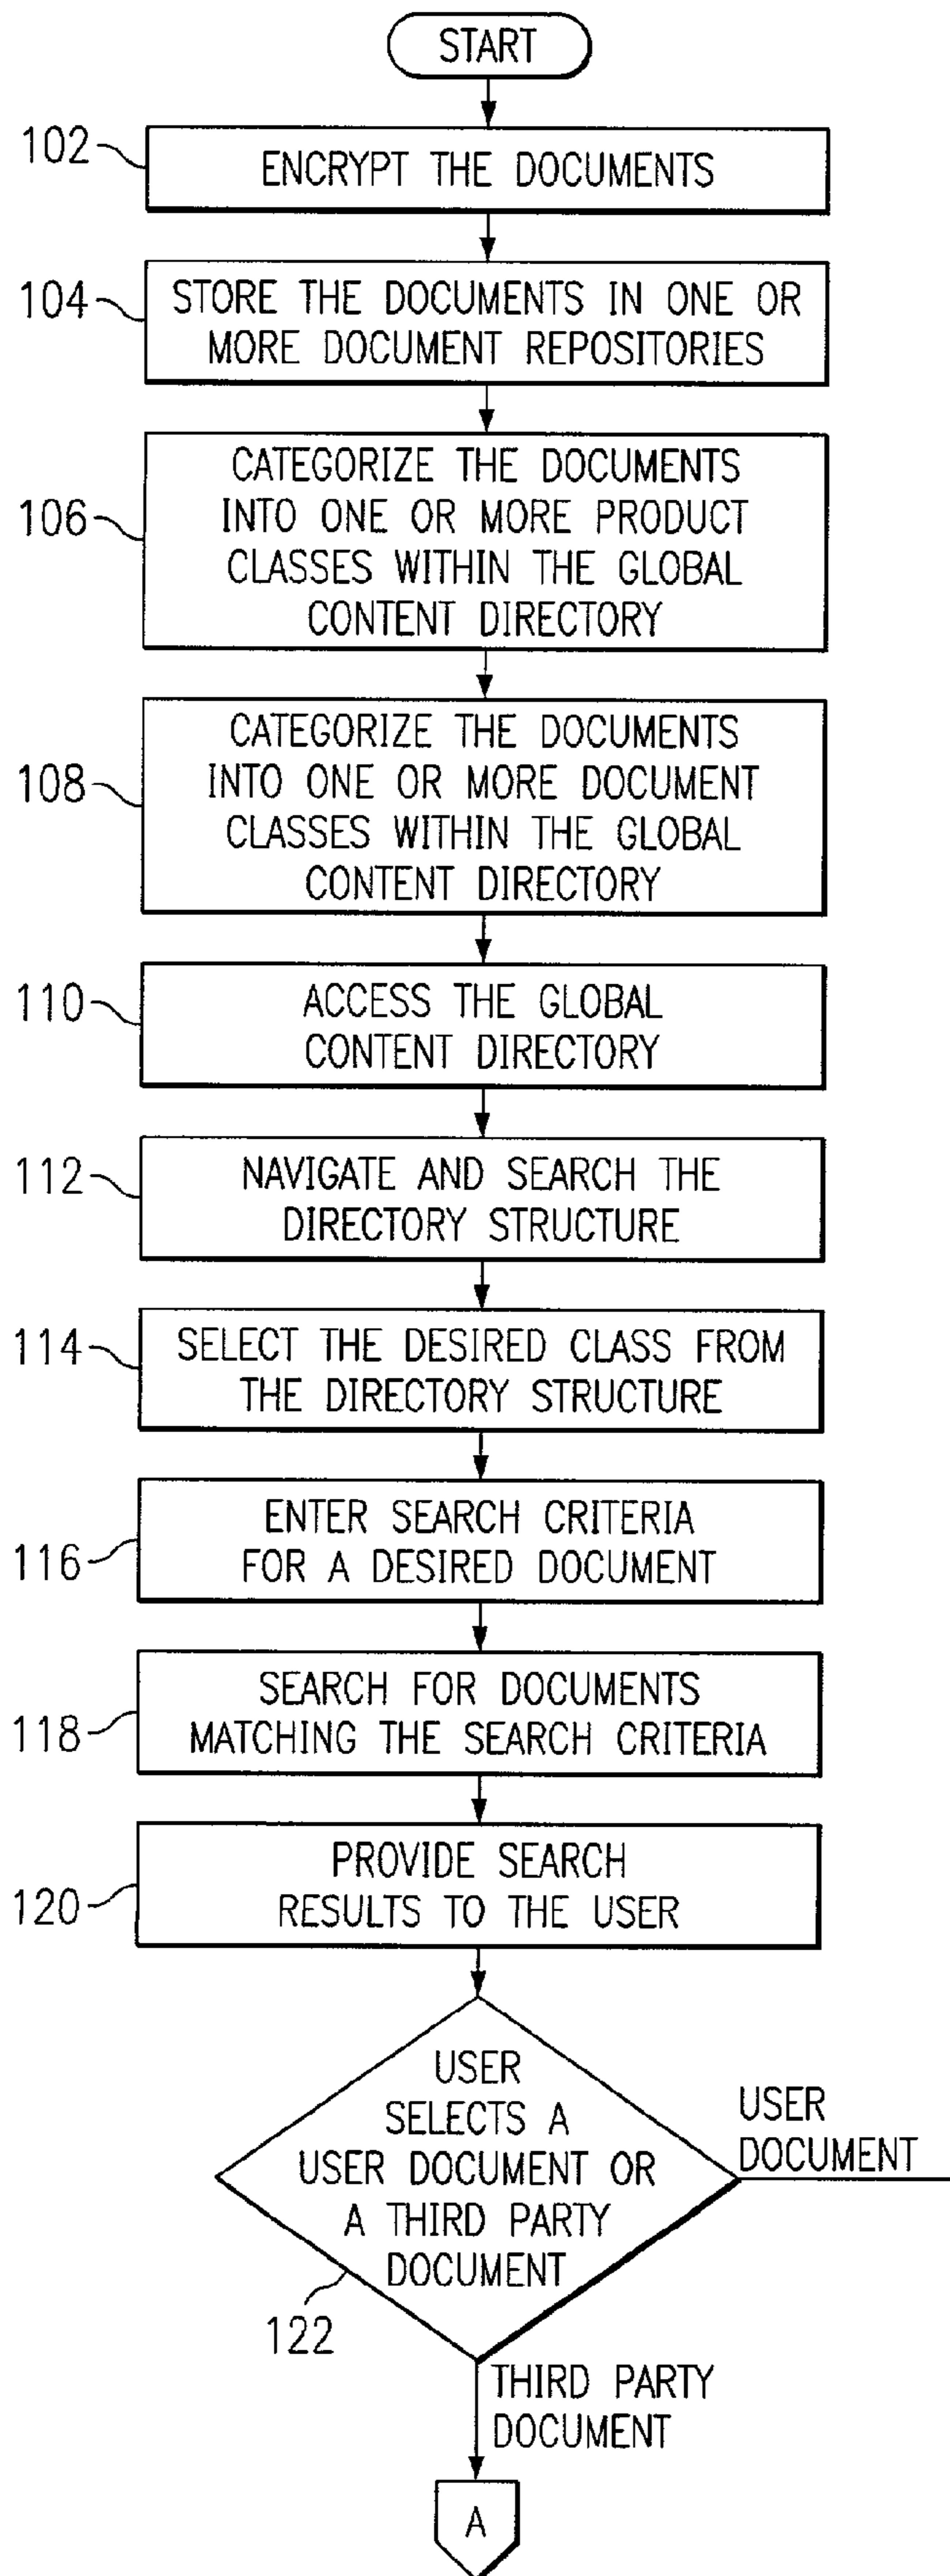 START
102
ENCRYPT THE DOCUMENTS
104
STORE THE DOCUMENTS IN ONE OR
MORE DOCUMENT REPOSITORIES
106
CATEGORIZE THE DOCUMENTS
INTO ONE OR MORE PRODUCT
CLASSES WITHIN THE GLOBAL
CONTENT DIRECTORY
108
CATEGORIZE THE DOCUMENTS
INTO ONE OR MORE DOCUMENT
CLASSES WITHIN THE GLOBAL
CONTENT DIRECTORY
110
ACCESS THE GLOBAL
CONTENT DIRECTORY
112
NAVIGATE AND SEARCH THE
DIRECTORY STRUCTURE
114
SELECT THE DESIRED CLASS FROM
THE DIRECTORY STRUCTURE
116
ENTER SEARCH CRITERIA
FOR A DESIRED DOCUMENT
118
SEARCH FOR DOCUMENTS
MATCHING THE SEARCH CRITERIA
120
PROVIDE SEARCH
RESULTS TO THE USER
USER
SELECTS A
USER DOCUMENT OR
A THIRD PARTY
DOCUMENT
USER
DOCUMENT
122
THIRD PARTY
DOCUMENT
A